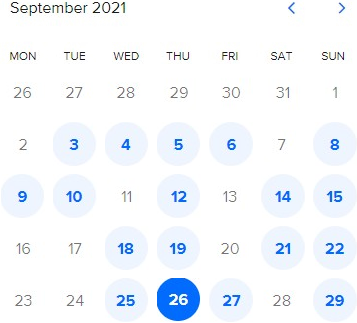 September 2021
MON TUE WED THU FRI SAT SUN
26 27 28 29 30 31 1
2 3 4 5 6 7 8
9 10 11 12 13 14 15
16 17 18 19 20 21 22
23 24 25 26 27 28 29